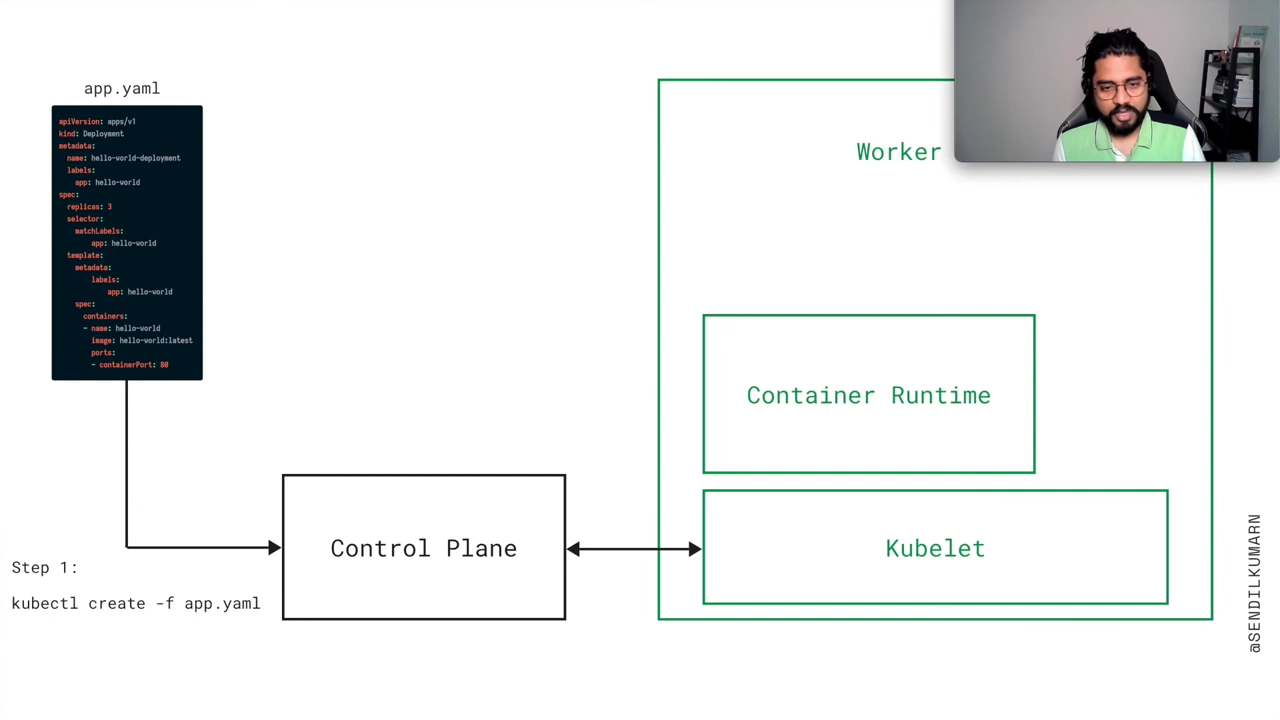 app.yaml
apiVersion: apps/v1
kind: Deployment
metadata:
name: hello-world-deployment
labels:
app: hello-world
spec:
replicas: 3
selector:
matchLabels:
app: hello-world
template:
metadata:
labels:
app: hello-world
spec:
containers:
- name: hello-world
image: hello-world:latest
ports:
- containerPort: 80
Step 1:
kubectl create -f app.yaml
Control Plane
Worker
Container Runtime
Kubelet
@SENDILKUMARN